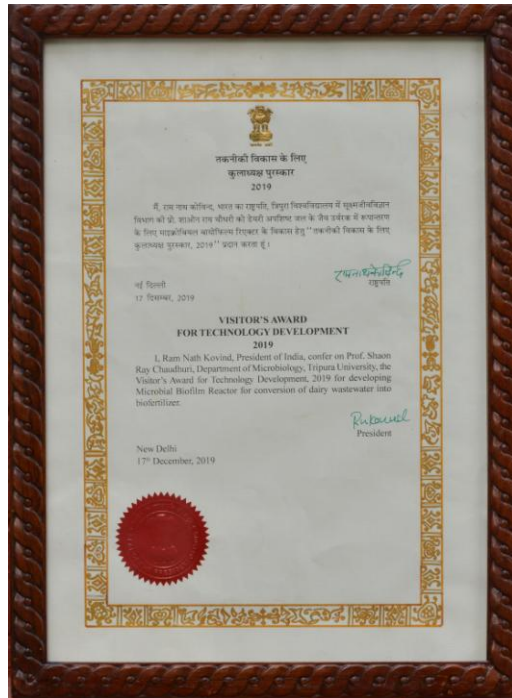 तकनीकी विकास के लिए
कुलाध्यक्ष पुरस्कार
2019
मैं, राम नाथ कोविन्द, भारत का राष्ट्रपति, त्रिपुरा विश्वविद्यालय में सूक्ष्मजीवविज्ञान
विभाग की प्रो. शाओन राय चौधरी को डेयरी अपशिष्ट जल के जैव उर्वरक में रूपान्तरण
के लिए माइक्रोबियल बायोफिल्म रिएक्टर के विकास हेतु "तकनीकी विकास के लिए
कुलाध्यक्ष पुरस्कार, 2019" प्रदान करता हूं।
राष्ट्रपति
नई दिल्ली
17 दिसम्बर, 2019
VISITOR'S AWARD
FOR TECHNOLOGY DEVELOPMENT
2019
I, Ram Nath Kovind, President of India, confer on Prof. Shaon
Ray Chaudhuri, Department of Microbiology, Tripura University, the
Visitor's Award for Technology Development, 2019 for developing
Microbial Biofilm Reactor for conversion of dairy wastewater into
biofertilizer.
President
New Delhi
17th December, 2019